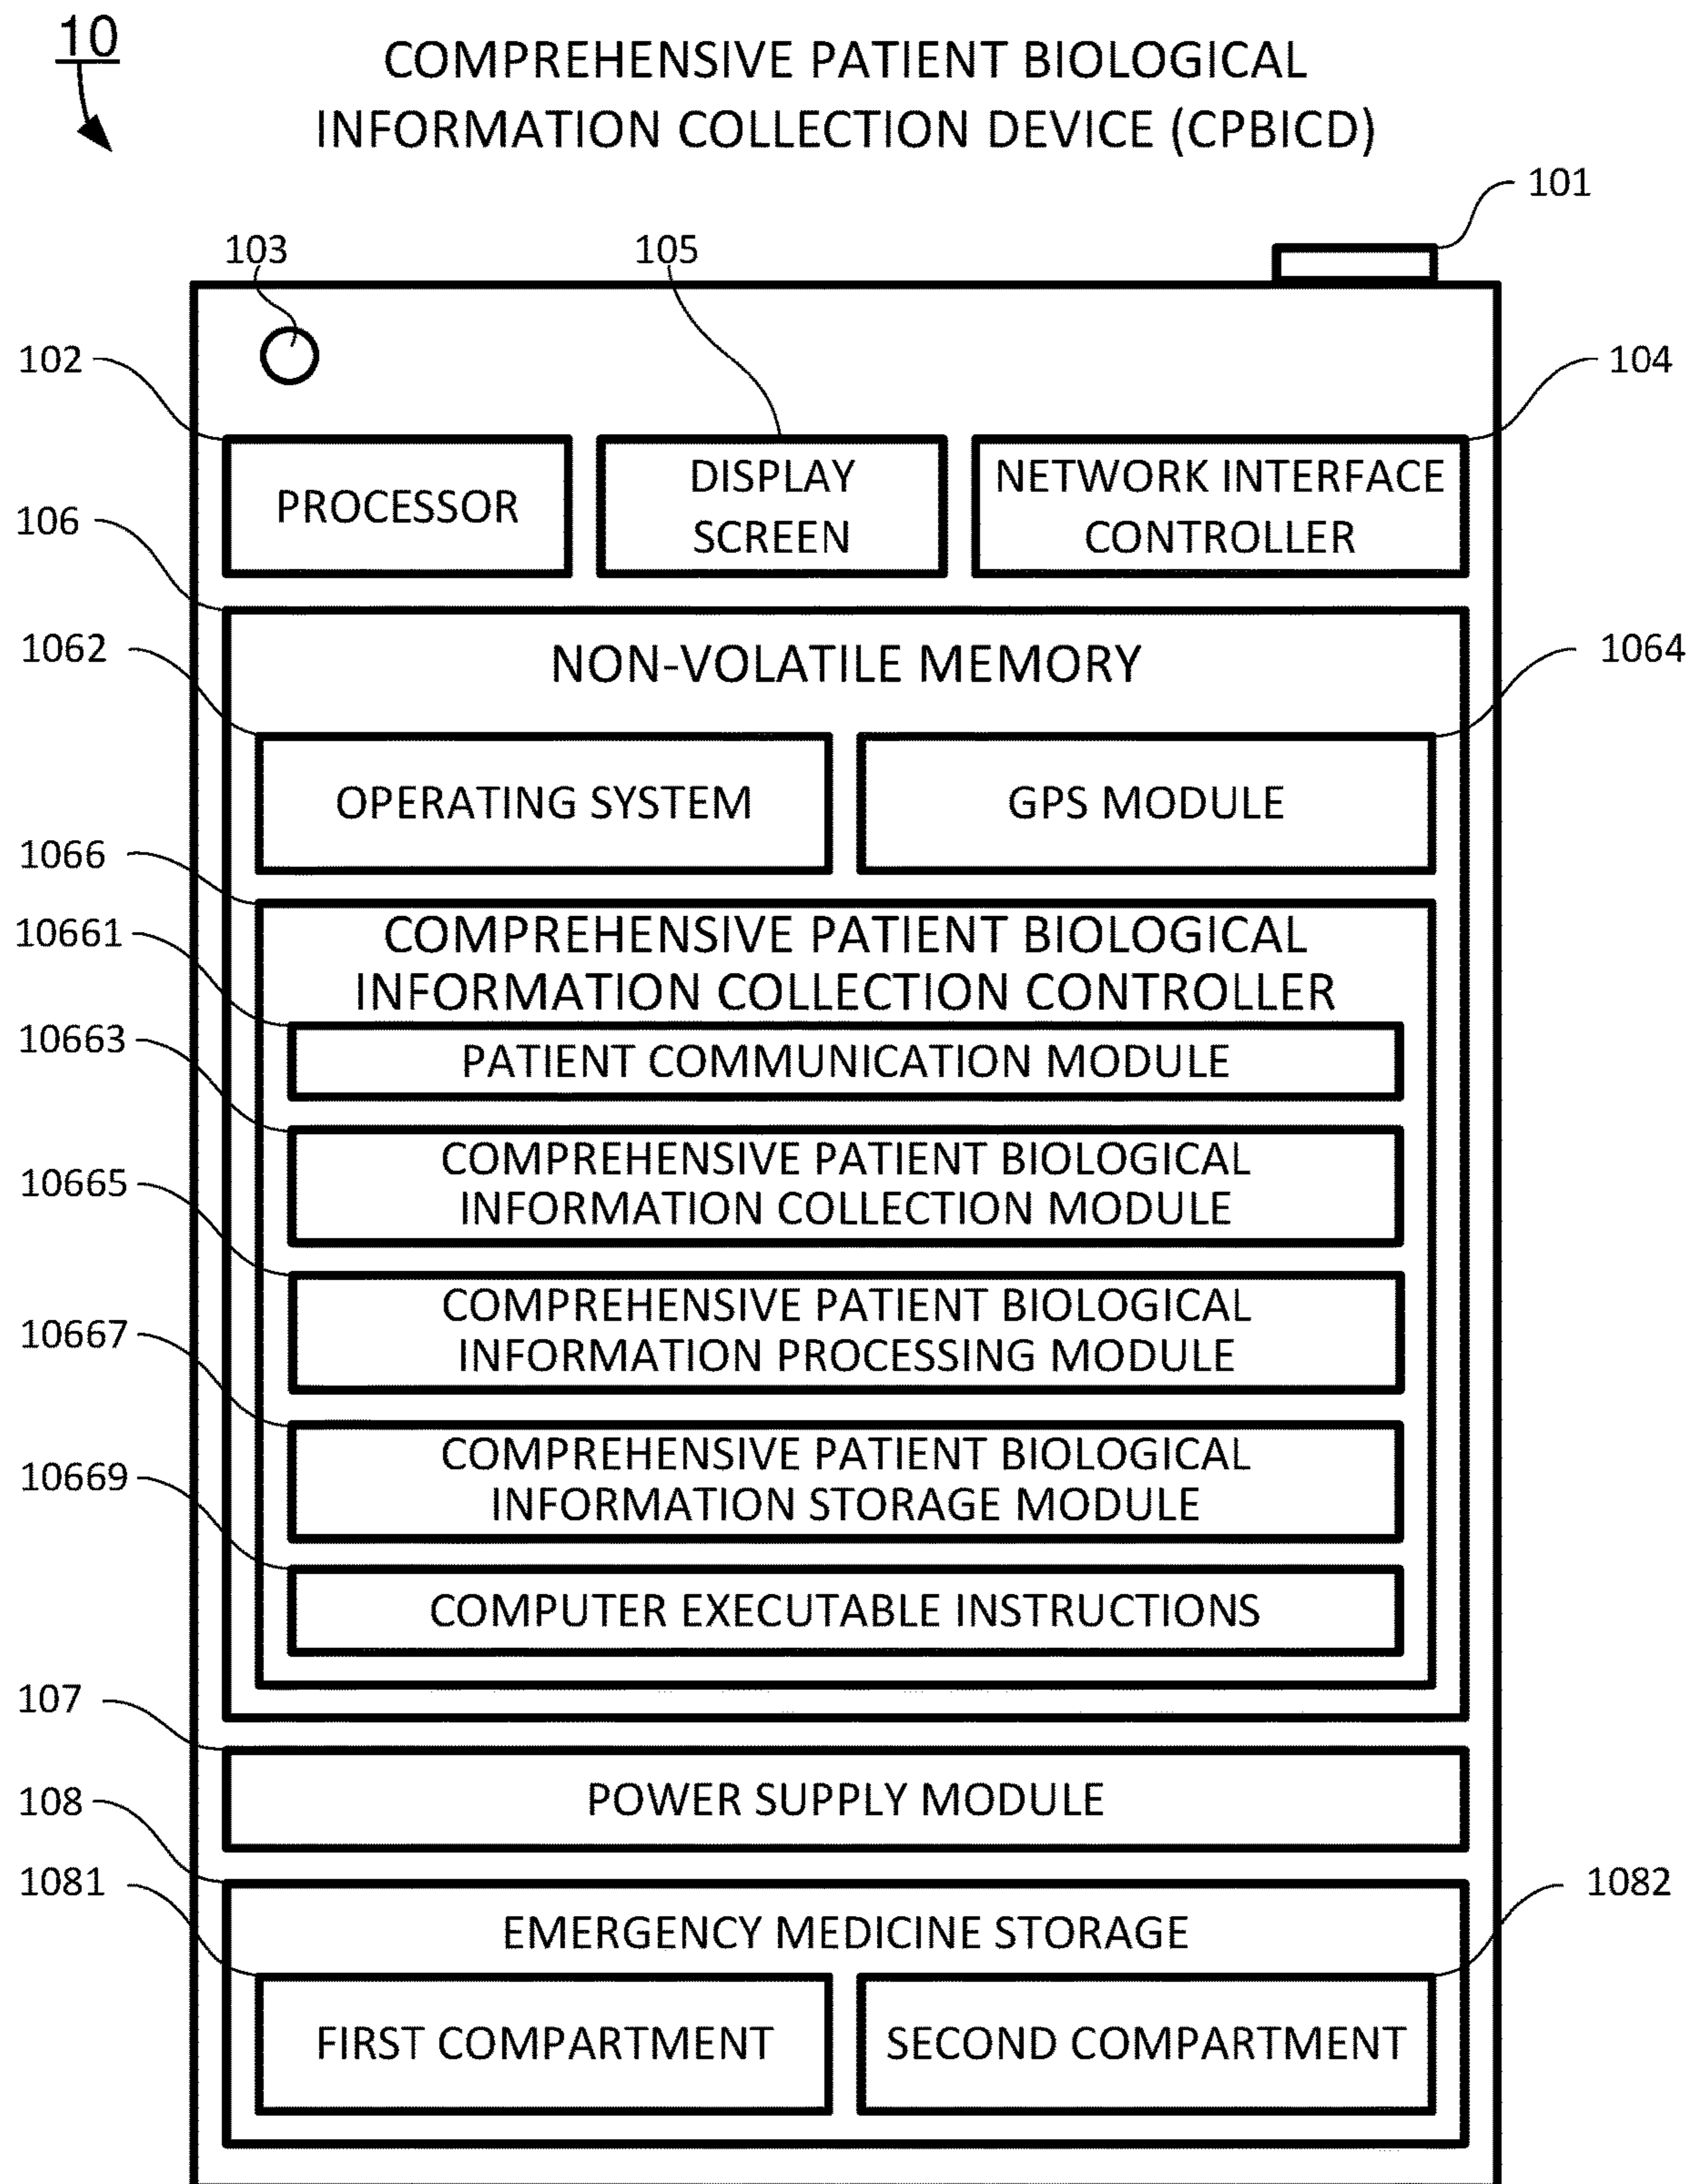 10
COMPREHENSIVE PATIENT BIOLOGICAL
INFORMATION COLLECTION DEVICE (CPBICD)
101
103
105
102
104
PROCESSOR
DISPLAY
SCREEN
NETWORK INTERFACE
CONTROLLER
106
NON-VOLATILE MEMORY
1062
1064
OPERATING SYSTEM
GPS MODULE
1066
COMPREHENSIVE PATIENT BIOLOGICAL
INFORMATION COLLECTION CONTROLLER
10661
PATIENT COMMUNICATION MODULE
10663
COMPREHENSIVE PATIENT BIOLOGICAL
INFORMATION COLLECTION MODULE
10665
COMPREHENSIVE PATIENT BIOLOGICAL
INFORMATION PROCESSING MODULE
10667
COMPREHENSIVE PATIENT BIOLOGICAL
INFORMATION STORAGE MODULE
10669
COMPUTER EXECUTABLE INSTRUCTIONS
107
POWER SUPPLY MODULE
108
EMERGENCY MEDICINE STORAGE
1081
1082
FIRST COMPARTMENT
SECOND COMPARTMENT